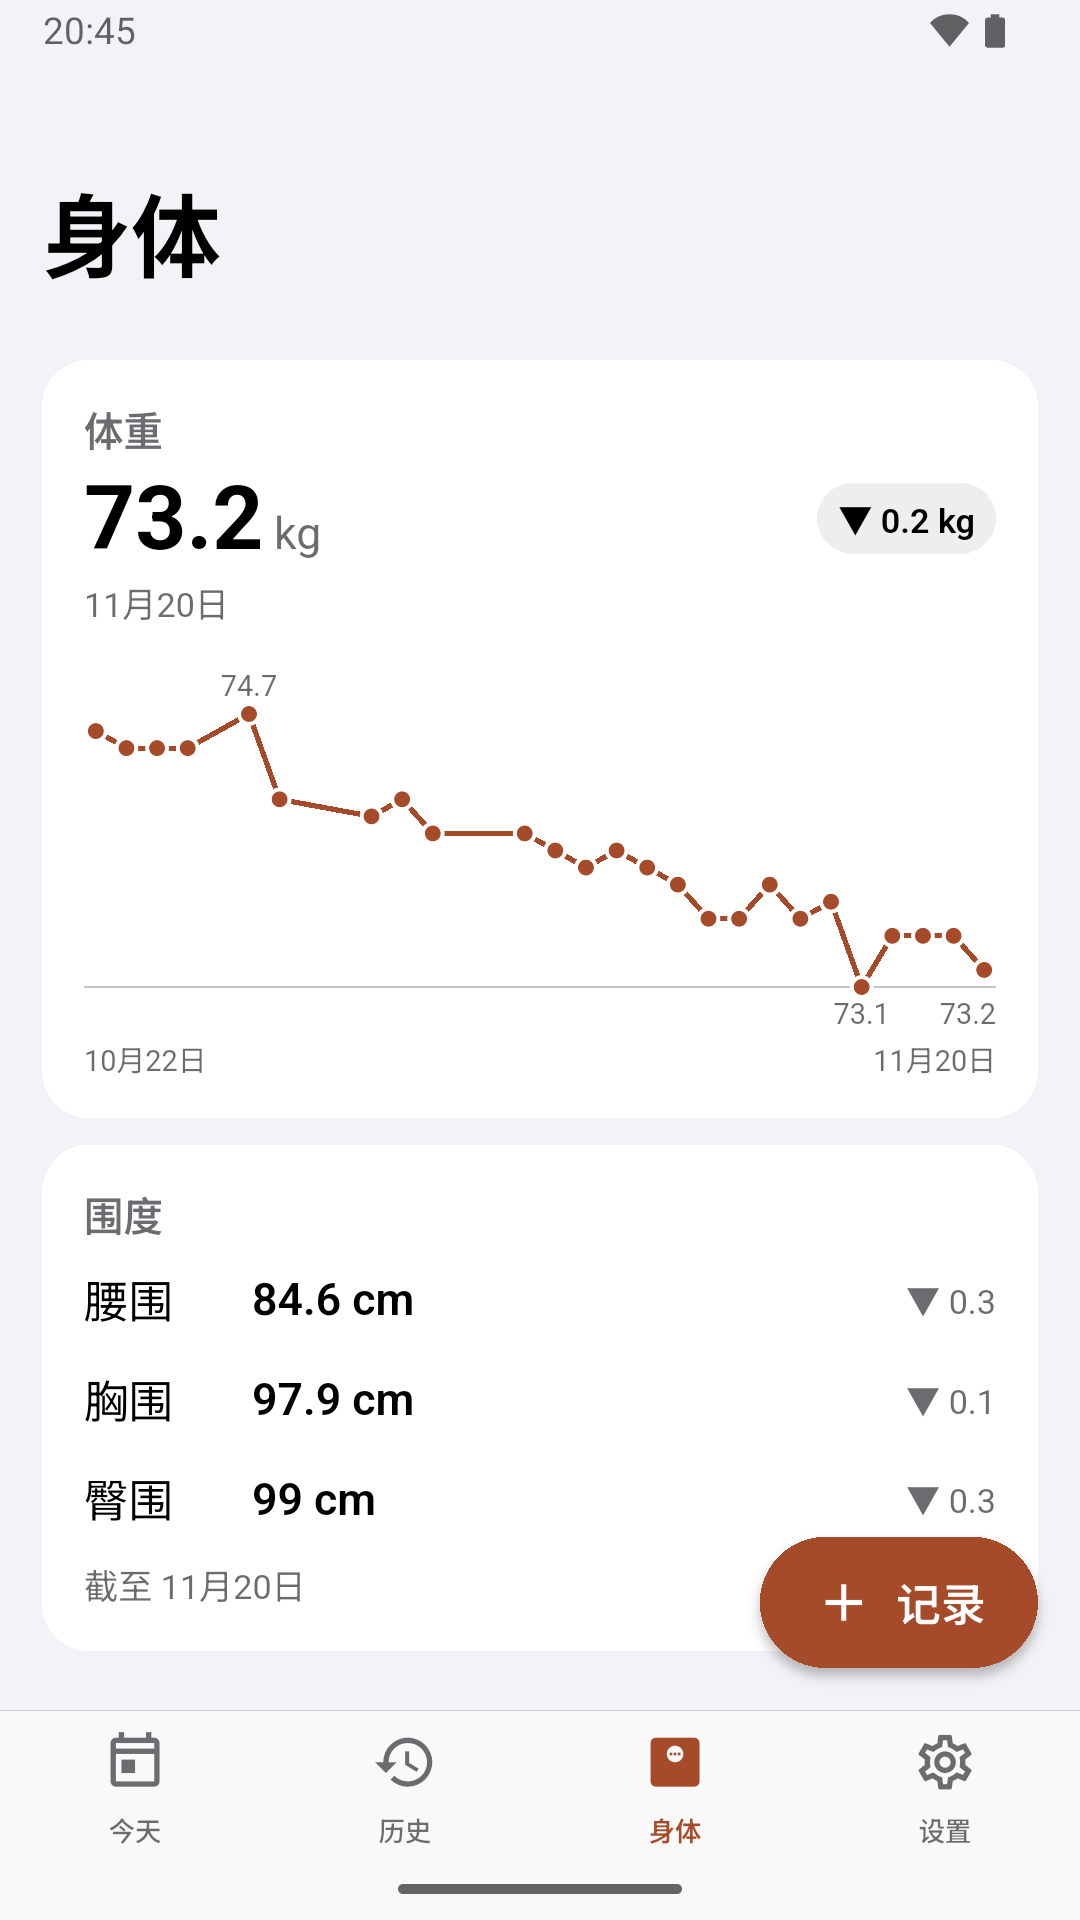 20:45
身体
体重
73.2 kg
▼ 0.2 kg
11月20日
74.7
73.1
73.2
10月22日
11月20日
围度
腰围 84.6 cm ▼ 0.3
胸围 97.9 cm ▼ 0.1
臀围 99 cm ▼ 0.3
截至 11月20日
+ 记录
今天
历史
身体
设置